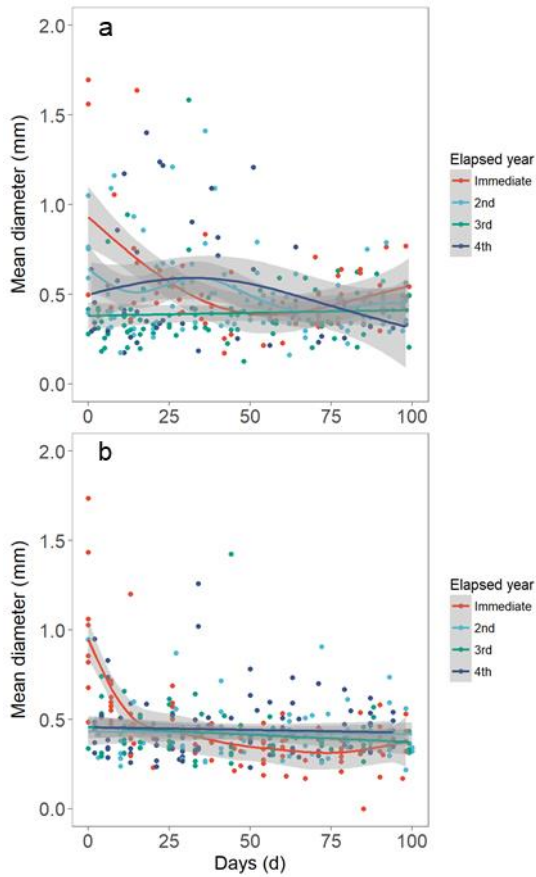 a
2.0
1.5
1.0
0.5
0.0
Mean diameter (mm)
0
25
50
75
100
Elapsed year
Immediate
2nd
3rd
4th
b
2.0
1.5
1.0
0.5
0.0
Mean diameter (mm)
0
25
50
75
100
Days (d)
Elapsed year
Immediate
2nd
3rd
4th